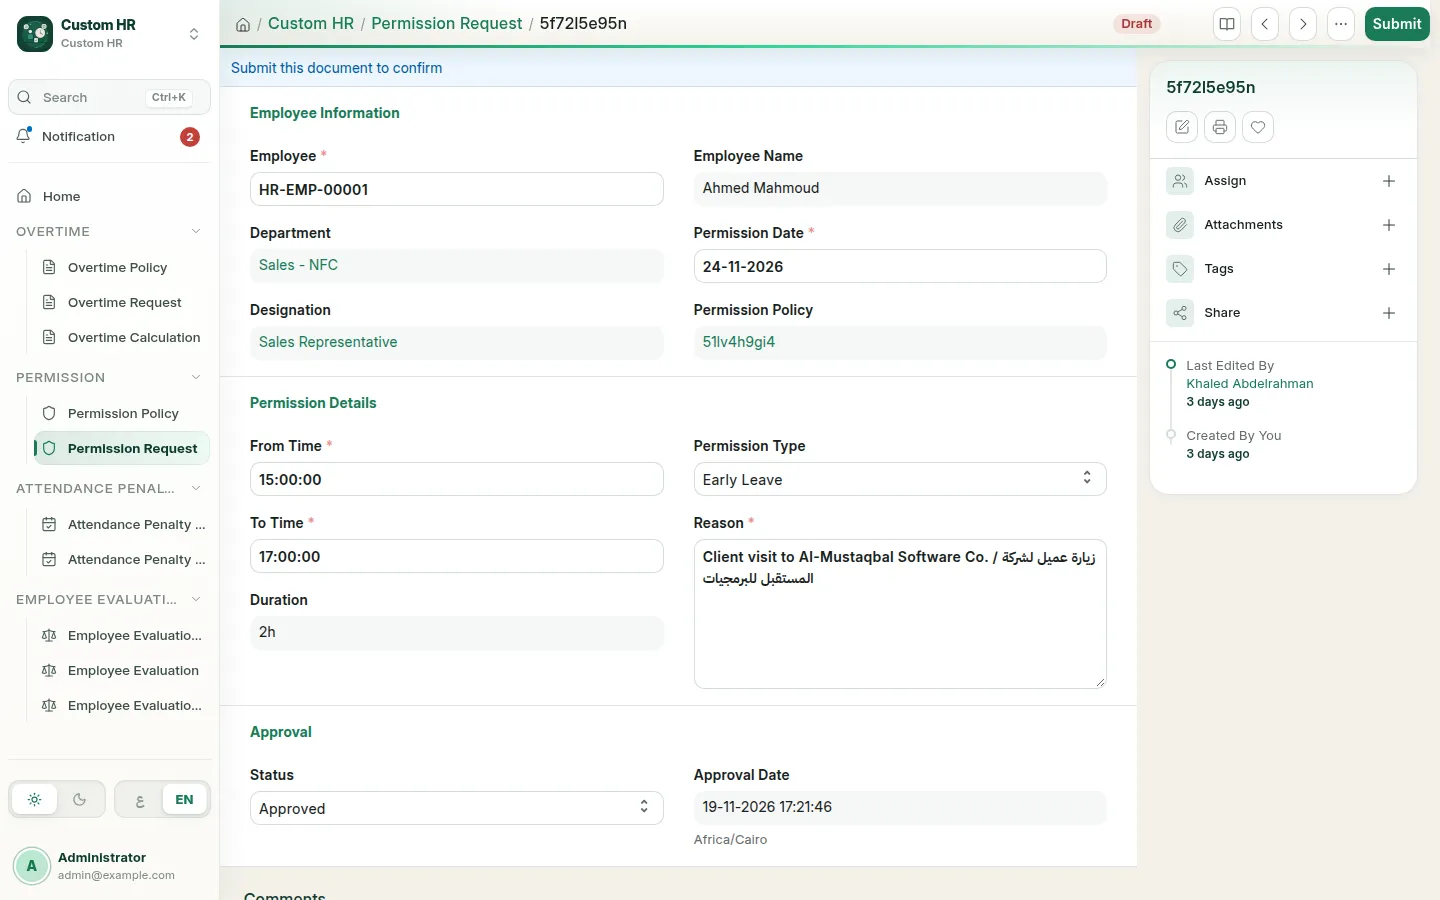 Custom HR
Custom HR
Search
Ctrl+K
Notification
2
Home
OVERTIME
Overtime Policy
Overtime Request
Overtime Calculation
PERMISSION
Permission Policy
Permission Request
ATTENDANCE PENAL...
Attendance Penalty ...
Attendance Penalty ...
EMPLOYEE EVALUATI...
Employee Evaluatio...
Employee Evaluation
Employee Evaluatio...
ع
EN
A
Administrator
admin@example.com
/ Custom HR / Permission Request / 5f72l5e95n
Draft
Submit
Submit this document to confirm
Employee Information
Employee *
HR-EMP-00001
Employee Name
Ahmed Mahmoud
Department
Sales - NFC
Permission Date *
24-11-2026
Designation
Sales Representative
Permission Policy
51lv4h9gi4
Permission Details
From Time *
15:00:00
Permission Type
Early Leave
To Time *
17:00:00
Reason *
Client visit to Al-Mustaqbal Software Co. / زيارة عميل لشركة
المستقبل للبرمجيات
Duration
2h
Approval
Status
Approved
Approval Date
19-11-2026 17:21:46
Africa/Cairo
Comments
5f72l5e95n
Assign
Attachments
Tags
Share
Last Edited By
Khaled Abdelrahman
3 days ago
Created By You
3 days ago